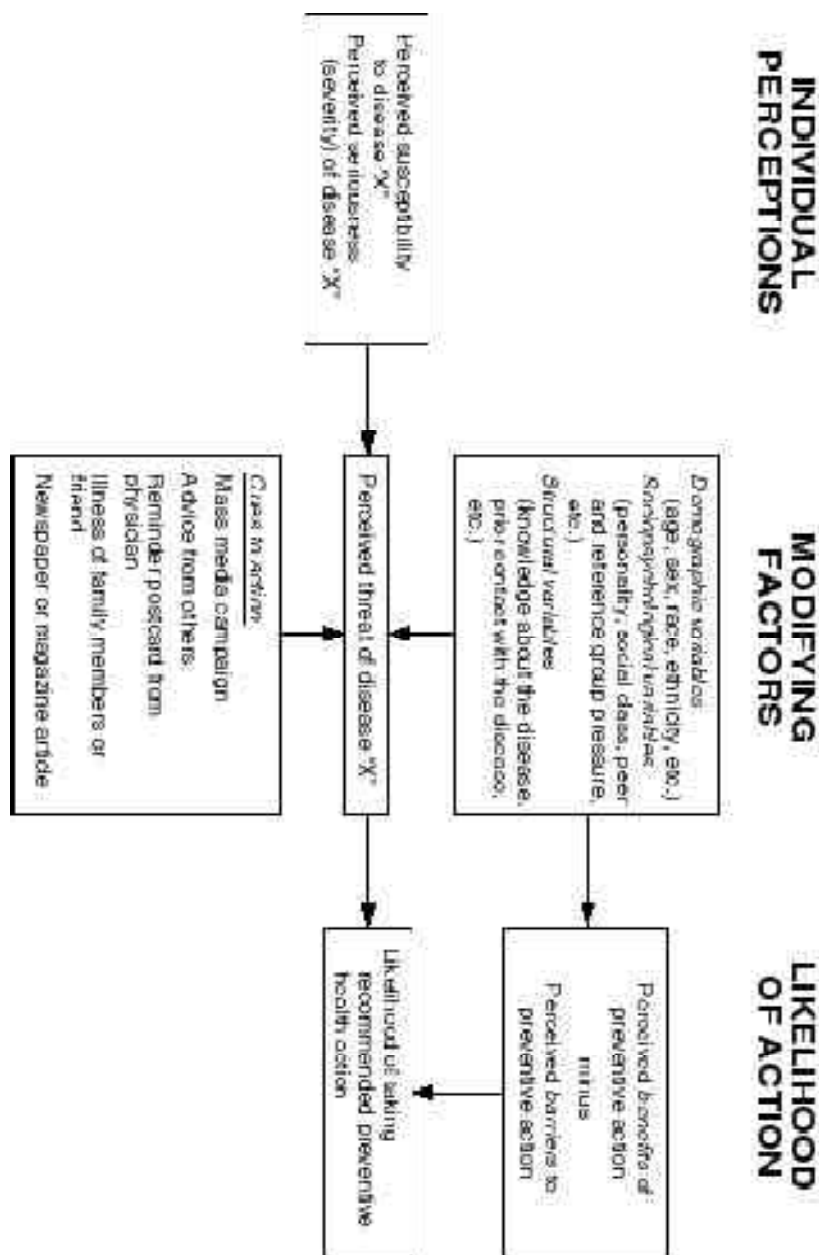 INDIVIDUAL
PERCEPTIONS
MODIFYING
FACTORS
LIKELIHOOD
OF ACTION
Perceived susceptibility
to disease "X"
Perceived seriousness
(severity) of disease "X"
Demographic variables
(age, sex, race, ethnicity, etc.)
Sociopsychological variables
(personality, social class, peer
and reference group pressure,
etc.)
Structural variables
(knowledge about the disease,
prior contact with the disease,
etc.)
Perceived benefits of
preventive action
minus
Perceived barriers to
preventive action
Perceived threat of disease "X"
Likelihood of taking
recommended preventive
health action
Cues to action
Mass media campaign
Advice from others
Reminder postcard from
physician
Illness of family members or
friend
Newspaper or magazine article